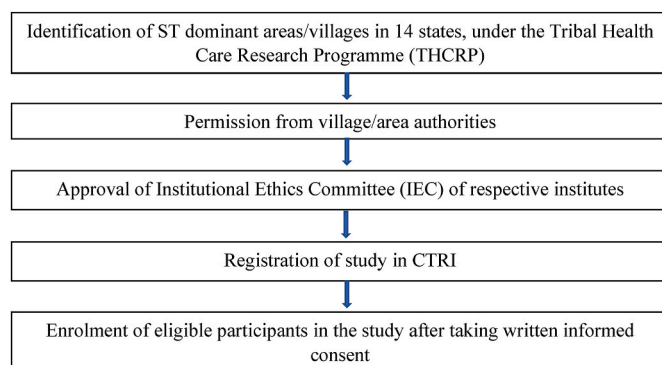 Identification of ST dominant areas/villages in 14 states, under the Tribal Health
Care Research Programme (THCRP)
Permission from village/area authorities
Approval of Institutional Ethics Committee (IEC) of respective institutes
Registration of study in CTRI
Enrolment of eligible participants in the study after taking written informed
consent